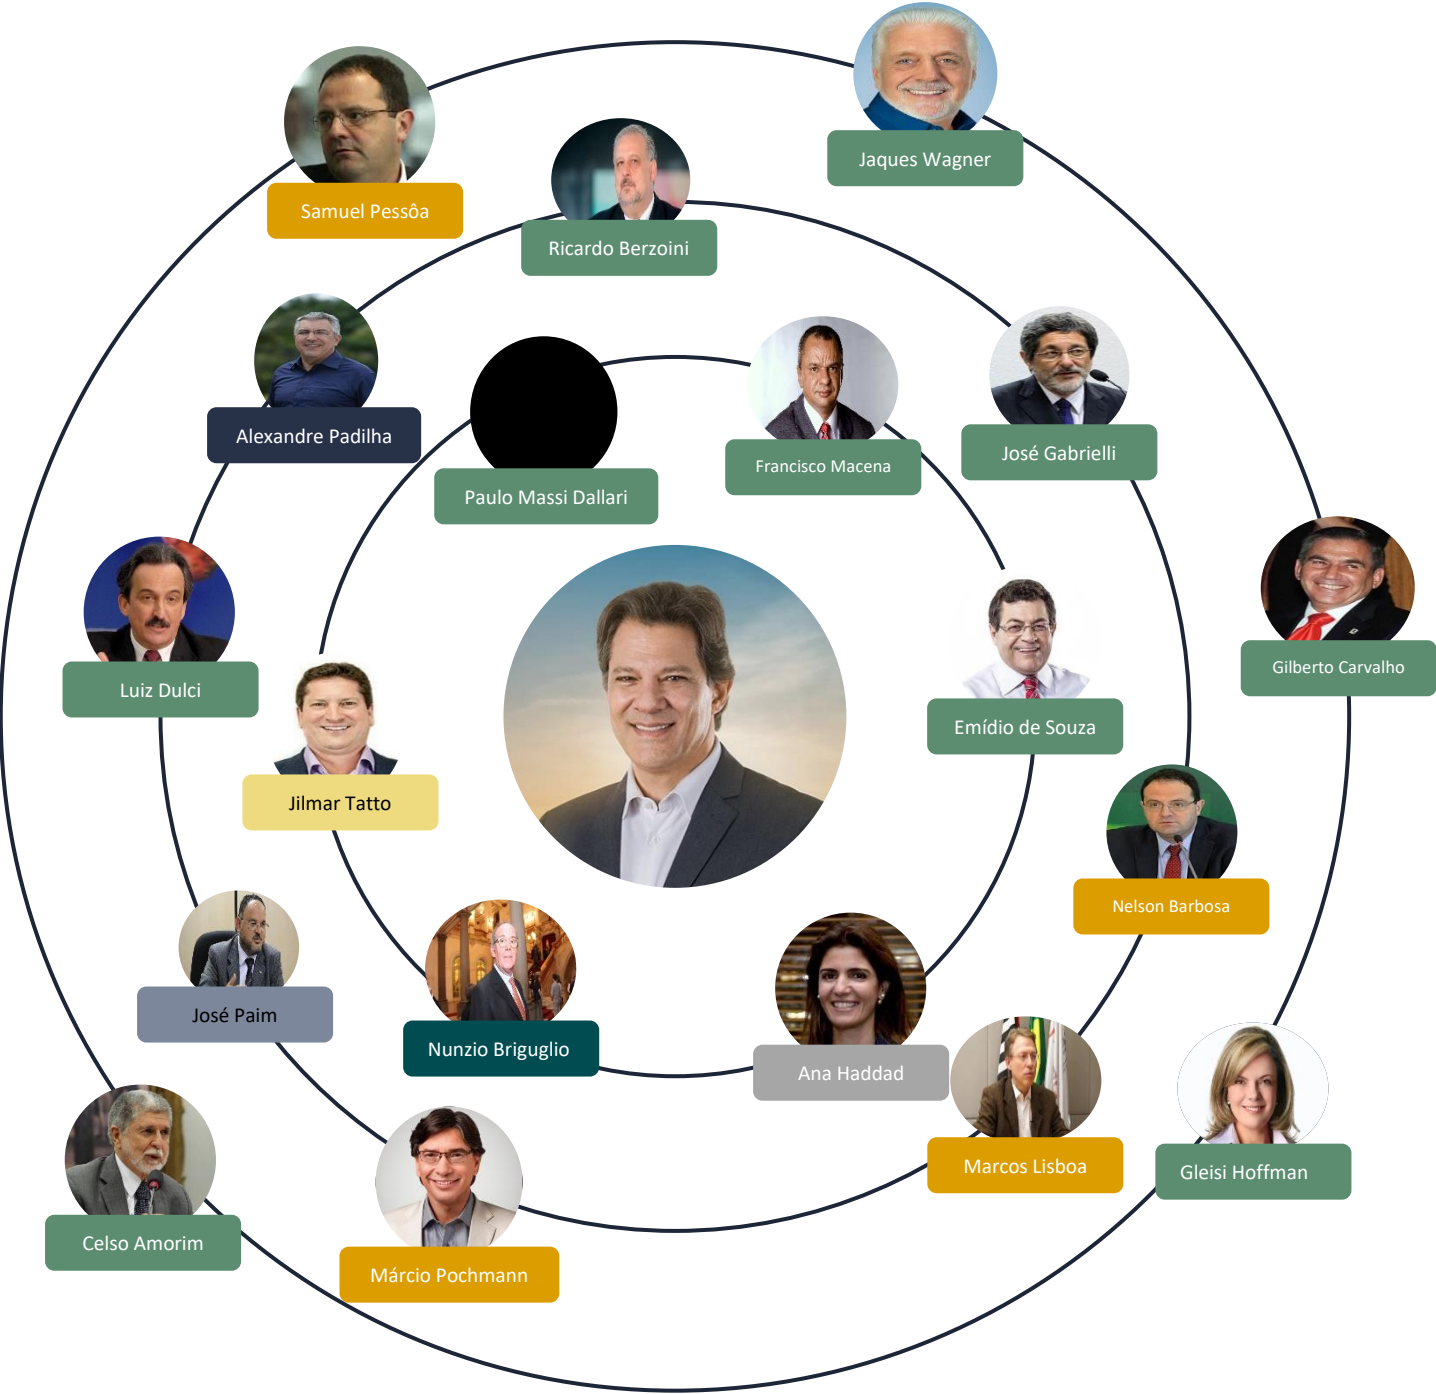 Jaques Wagner
Samuel Pessôa
Ricardo Berzoini
Alexandre Padilha
José Gabrielli
Francisco Macena
Paulo Massi Dallari
Gilberto Carvalho
Luiz Dulci
Emídio de Souza
Jilmar Tatto
Nelson Barbosa
José Paim
Nunzio Briguglio
Ana Haddad
Marcos Lisboa
Gleisi Hoffman
Celso Amorim
Márcio Pochmann